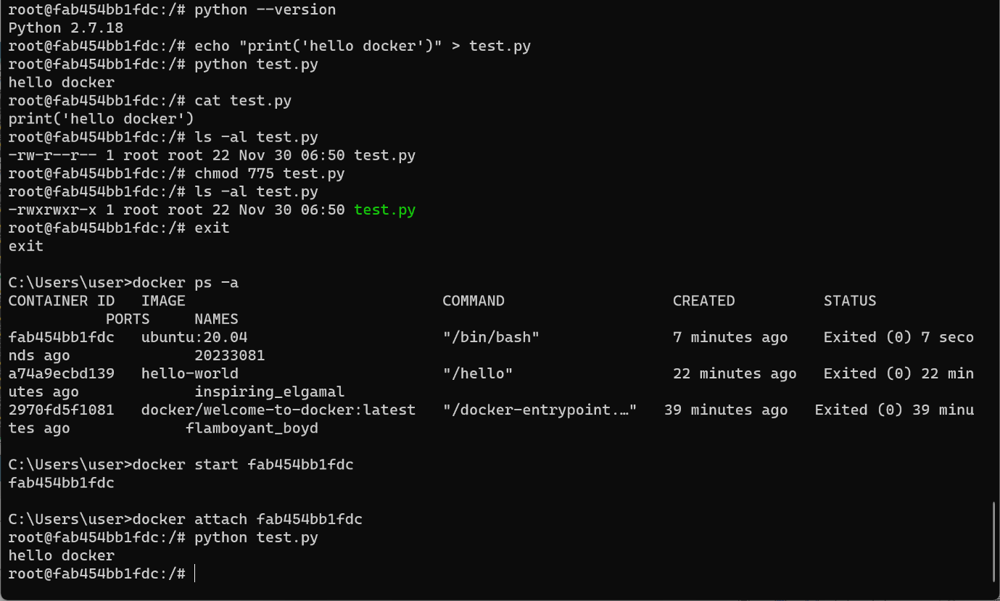 root@fab454bb1fdc:/# python --version
Python 2.7.18
root@fab454bb1fdc:/# echo "print('hello docker')" > test.py
root@fab454bb1fdc:/# python test.py
hello docker
root@fab454bb1fdc:/# cat test.py
print('hello docker')
root@fab454bb1fdc:/# ls -al test.py
-rw-r--r-- 1 root root 22 Nov 30 06:50 test.py
root@fab454bb1fdc:/# chmod 775 test.py
root@fab454bb1fdc:/# ls -al test.py
-rwxrwxr-x 1 root root 22 Nov 30 06:50 test.py
root@fab454bb1fdc:/# exit
exit

C:\Users\user>docker ps -a
CONTAINER ID   IMAGE                             COMMAND                   CREATED          STATUS
           PORTS     NAMES
fab454bb1fdc   ubuntu:20.04                      "/bin/bash"               7 minutes ago    Exited (0) 7 seco
nds ago              20233081
a74a9ecbd139   hello-world                       "/hello"                  22 minutes ago   Exited (0) 22 min
utes ago             inspiring_elgamal
2970fd5f1081   docker/welcome-to-docker:latest   "/docker-entrypoint.…"   39 minutes ago   Exited (0) 39 minu
tes ago             flamboyant_boyd

C:\Users\user>docker start fab454bb1fdc
fab454bb1fdc

C:\Users\user>docker attach fab454bb1fdc
root@fab454bb1fdc:/# python test.py
hello docker
root@fab454bb1fdc:/#